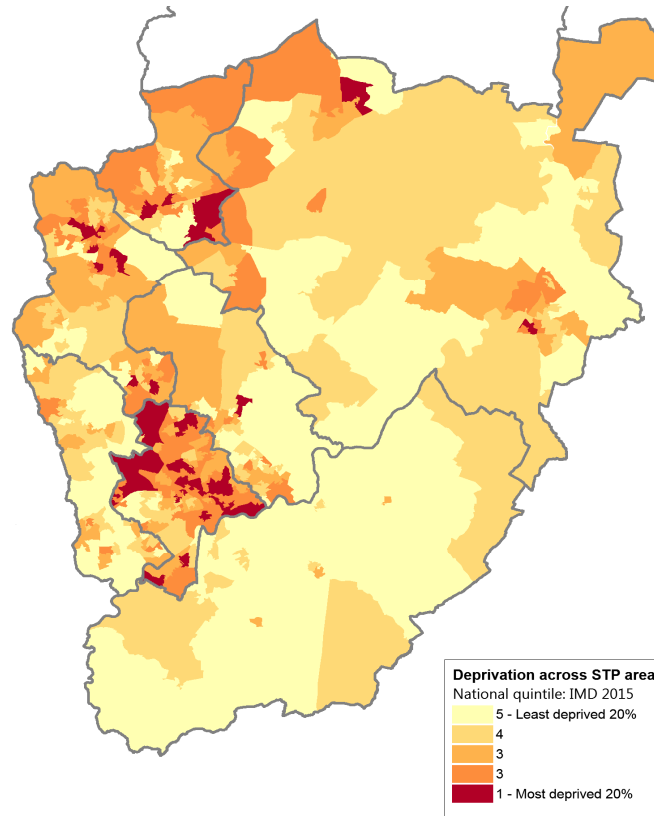 Deprivation across STP area
National quintile: IMD 2015
5 - Least deprived 20%
4
3
3
1 - Most deprived 20%